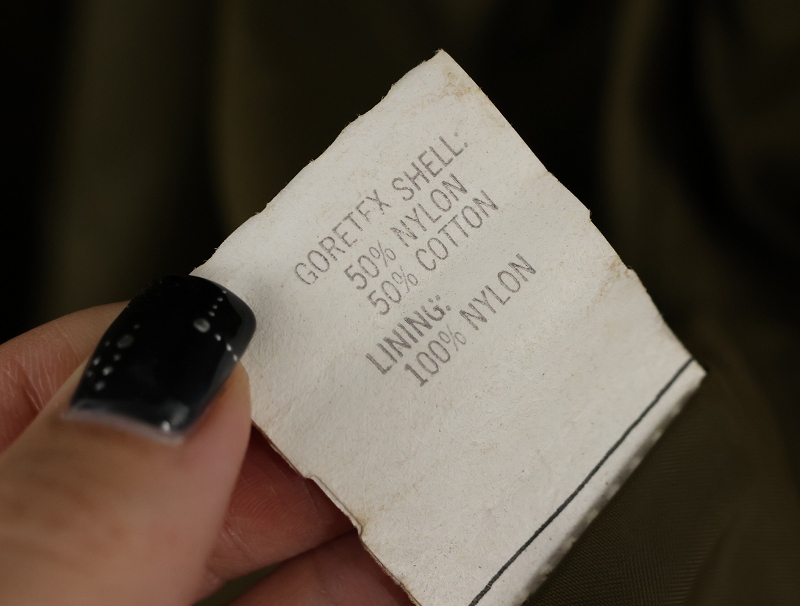 GORETEX SHELL:
50% NYLON
50% COTTON
LINING:
100% NYLON